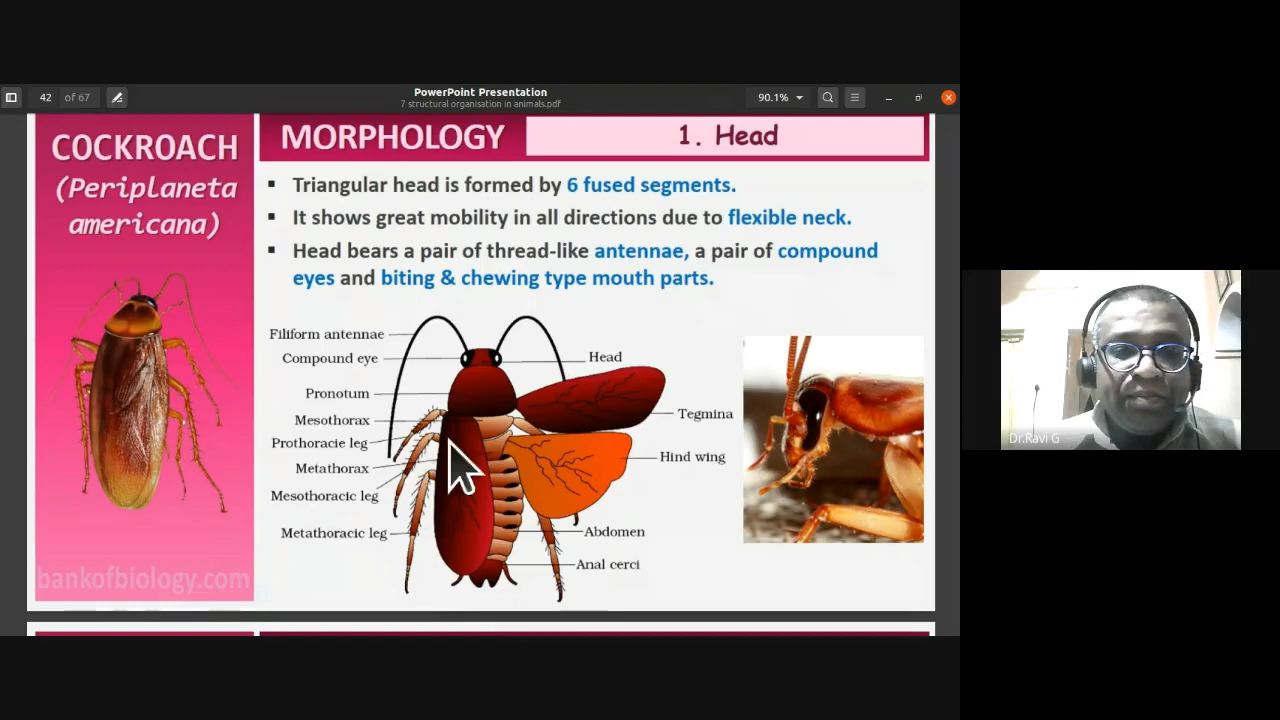 42 of 67
PowerPoint Presentation
7 structural organisation in animals.pdf
90.1%
COCKROACH
(Periplaneta
americana)
bankofbiology.com
MORPHOLOGY
1. Head
▪ Triangular head is formed by 6 fused segments.
▪ It shows great mobility in all directions due to flexible neck.
▪ Head bears a pair of thread-like antennae, a pair of compound
eyes and biting & chewing type mouth parts.
Filiform antennae
Compound eye
Pronotum
Mesothorax
Prothoracie leg
Metathorax
Mesothoracic leg
Metathoracic leg
Head
Tegmina
Hind wing
Abdomen
Anal cerci
Dr.Ravi G